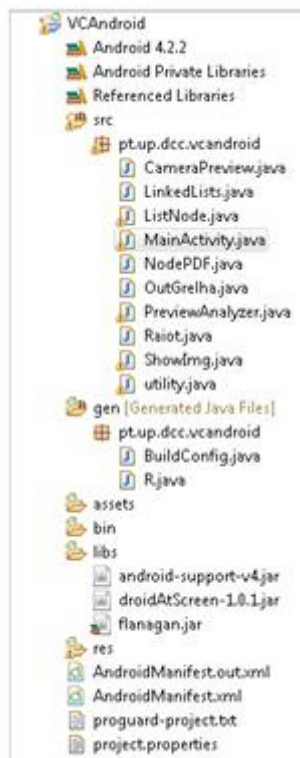 VCAndroid
Android 4.2.2
Android Private Libraries
Referenced Libraries
src
pt.up.dcc.vcandroid
CameraPreview.java
LinkedLists.java
ListNode.java
MainActivity.java
NodePDF.java
OutGrelha.java
PreviewAnalyzer.java
Raiot.java
ShowImg.java
utility.java
gen [Generated Java Files]
pt.up.dcc.vcandroid
BuildConfig.java
R.java
assets
bin
libs
android-support-v4.jar
droidAtScreen-1.0.1.jar
flanagan.jar
res
AndroidManifest.out.xml
AndroidManifest.xml
proguard-project.txt
project.properties